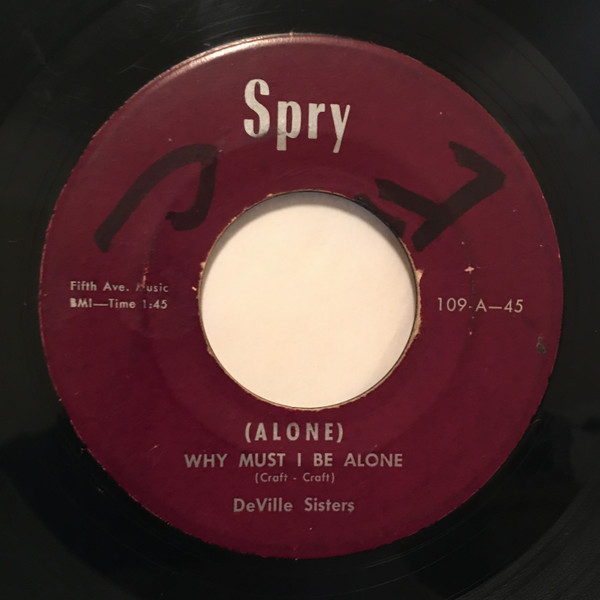 Spry
Fifth Ave. Music
BMI—Time 1:45
109-A—45
(ALONE)
WHY MUST I BE ALONE
(Craft - Craft)
DeVille Sisters